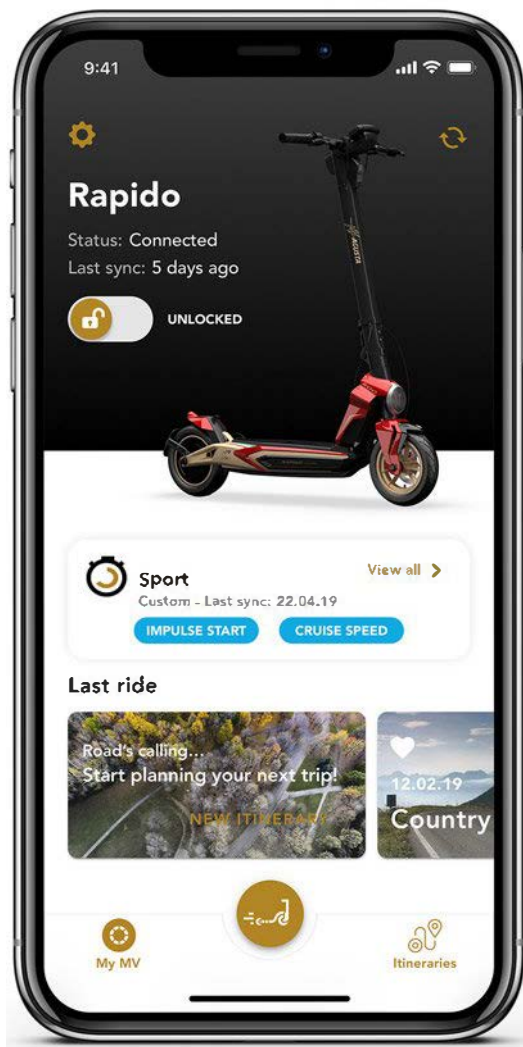 9:41
Rapido
Status: Connected
Last sync: 5 days ago
UNLOCKED
AGUSTA
Sport
View all
Custom - Last sync: 22.04.19
IMPULSE START
CRUISE SPEED
Last ride
Road's calling...
Start planning your next trip!
NEW ITINERARY
12.02.19
Country
My MV
Itineraries